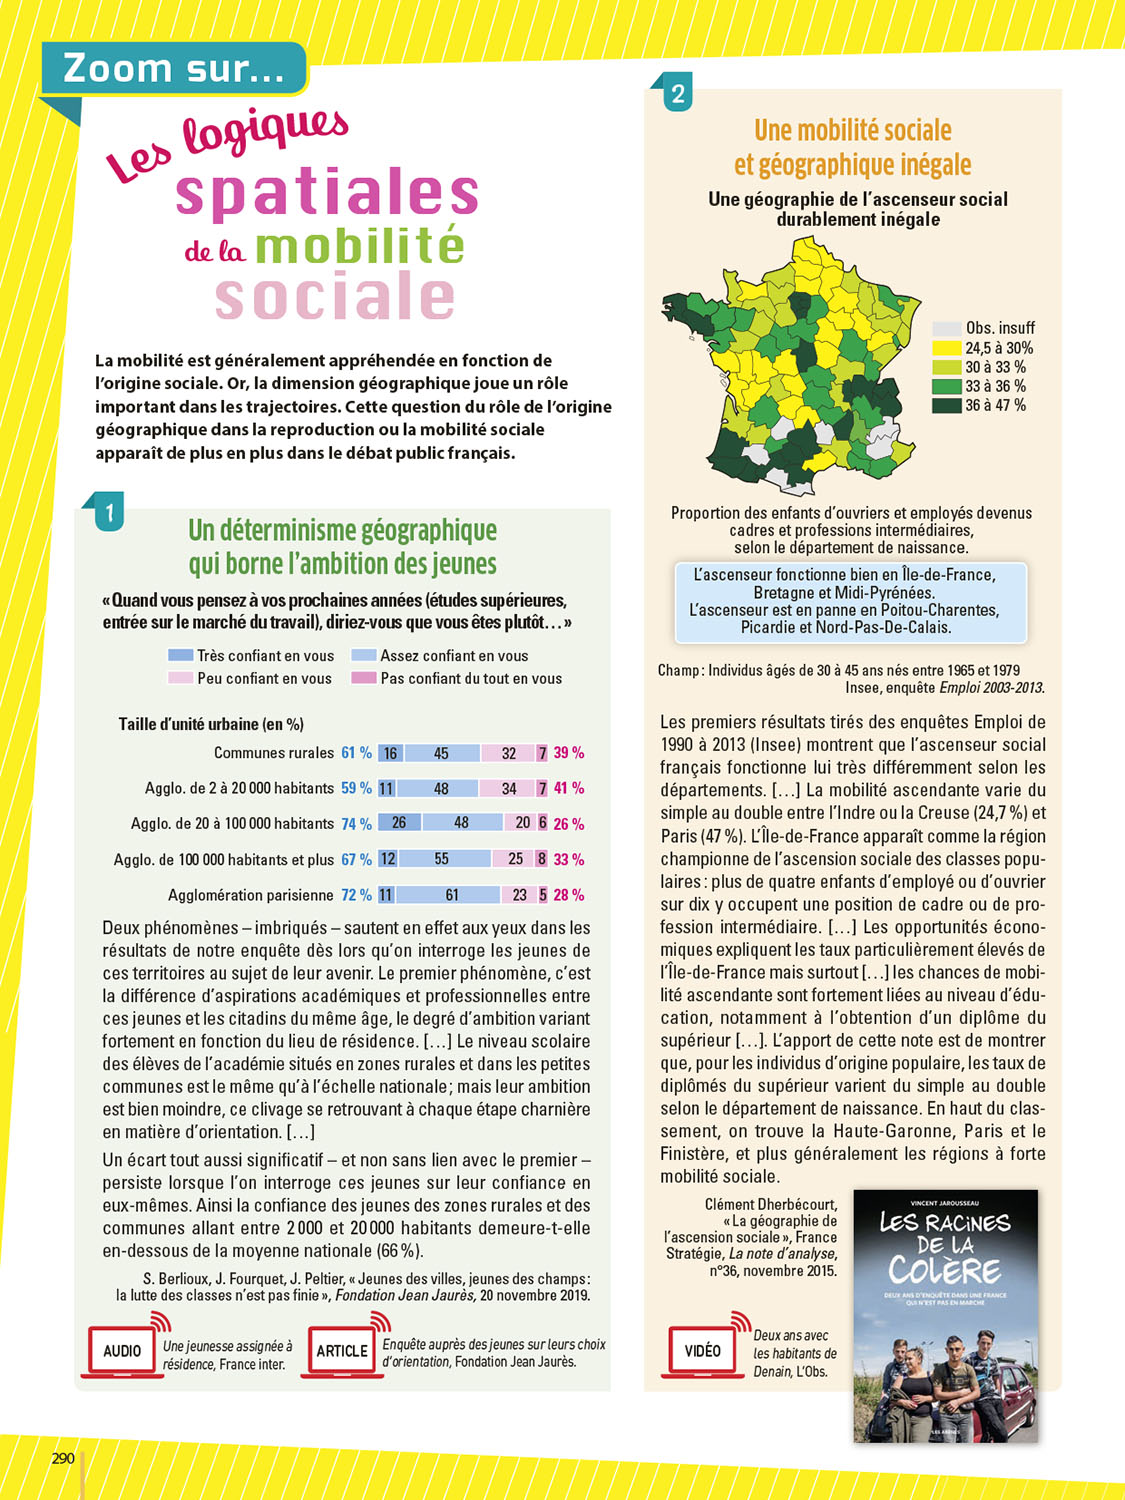 Zoom sur...
Les logiques
spatiales
de la mobilité
sociale
La mobilité est généralement appréhendée en fonction de
l'origine sociale. Or, la dimension géographique joue un rôle
important dans les trajectoires. Cette question du rôle de l'origine
géographique dans la reproduction ou la mobilité sociale
apparaît de plus en plus dans le débat public français.
1
Un déterminisme géographique
qui borne l'ambition des jeunes
« Quand vous pensez à vos prochaines années (études supérieures,
entrée sur le marché du travail), diriez-vous que vous êtes plutôt... »
Très confiant en vous Assez confiant en vous
Peu confiant en vous Pas confiant du tout en vous
Taille d'unité urbaine (en %)
Communes rurales 61 % 16 45 32 7 39 %
Agglo. de 2 à 20 000 habitants 59 % 11 48 34 7 41 %
Agglo. de 20 à 100 000 habitants 74 % 26 48 20 6 26 %
Agglo. de 100 000 habitants et plus 67 % 12 55 25 8 33 %
Agglomération parisienne 72 % 11 61 23 5 28 %
Deux phénomènes – imbriqués – sautent en effet aux yeux dans les
résultats de notre enquête dès lors qu'on interroge les jeunes de
ces territoires au sujet de leur avenir. Le premier phénomène, c'est
la différence d'aspirations académiques et professionnelles entre
ces jeunes et les citadins du même âge, le degré d'ambition variant
fortement en fonction du lieu de résidence. [...] Le niveau scolaire
des élèves de l'académie situés en zones rurales et dans les petites
communes est le même qu'à l'échelle nationale ; mais leur ambition
est bien moindre, ce clivage se retrouvant à chaque étape charnière
en matière d'orientation. [...]
Un écart tout aussi significatif – et non sans lien avec le premier –
persiste lorsque l'on interroge ces jeunes sur leur confiance en
eux-mêmes. Ainsi la confiance des jeunes des zones rurales et des
communes allant entre 2 000 et 20 000 habitants demeure-t-elle
en-dessous de la moyenne nationale (66 %).
S. Berlioux, J. Fourquet, J. Peltier, « Jeunes des villes, jeunes des champs :
la lutte des classes n'est pas finie », Fondation Jean Jaurès, 20 novembre 2019.
AUDIO
Une jeunesse assignée à
résidence, France inter.
ARTICLE
Enquête auprès des jeunes sur leurs choix
d'orientation, Fondation Jean Jaurès.
2
Une mobilité sociale
et géographique inégale
Une géographie de l'ascenseur social
durablement inégale
Obs. insuff
24,5 à 30%
30 à 33 %
33 à 36 %
36 à 47 %
Proportion des enfants d'ouvriers et employés devenus
cadres et professions intermédiaires,
selon le département de naissance.
L'ascenseur fonctionne bien en Île-de-France,
Bretagne et Midi-Pyrénées.
L'ascenseur est en panne en Poitou-Charentes,
Picardie et Nord-Pas-De-Calais.
Champ : Individus âgés de 30 à 45 ans nés entre 1965 et 1979
Insee, enquête Emploi 2003-2013.
Les premiers résultats tirés des enquêtes Emploi de
1990 à 2013 (Insee) montrent que l'ascenseur social
français fonctionne lui très différemment selon les
départements. [...] La mobilité ascendante varie du
simple au double entre l'Indre ou la Creuse (24,7 %) et
Paris (47 %). L'Île-de-France apparaît comme la région
championne de l'ascension sociale des classes popu-
laires : plus de quatre enfants d'employé ou d'ouvrier
sur dix y occupent une position de cadre ou de pro-
fession intermédiaire. [...] Les opportunités écono-
miques expliquent les taux particulièrement élevés de
l'Île-de-France mais surtout [...] les chances de mobi-
lité ascendante sont fortement liées au niveau d'édu-
cation, notamment à l'obtention d'un diplôme du
supérieur [...]. L'apport de cette note est de montrer
que, pour les individus d'origine populaire, les taux de
diplômés du supérieur varient du simple au double
selon le département de naissance. En haut du clas-
sement, on trouve la Haute-Garonne, Paris et le
Finistère, et plus généralement les régions à forte
mobilité sociale.
Clément Dherbécourt,
« La géographie de
l'ascension sociale », France
Stratégie, La note d'analyse,
n°36, novembre 2015.
VIDÉO
Deux ans avec
les habitants de
Denain, L'Obs.
VINCENT JAROUSSEAU
LES RACINES
DE LA
COLÈRE
DEUX ANS D'ENQUÊTE DANS UNE FRANCE
QUI N'EST PAS EN MARCHE
LES ARÈNES
290